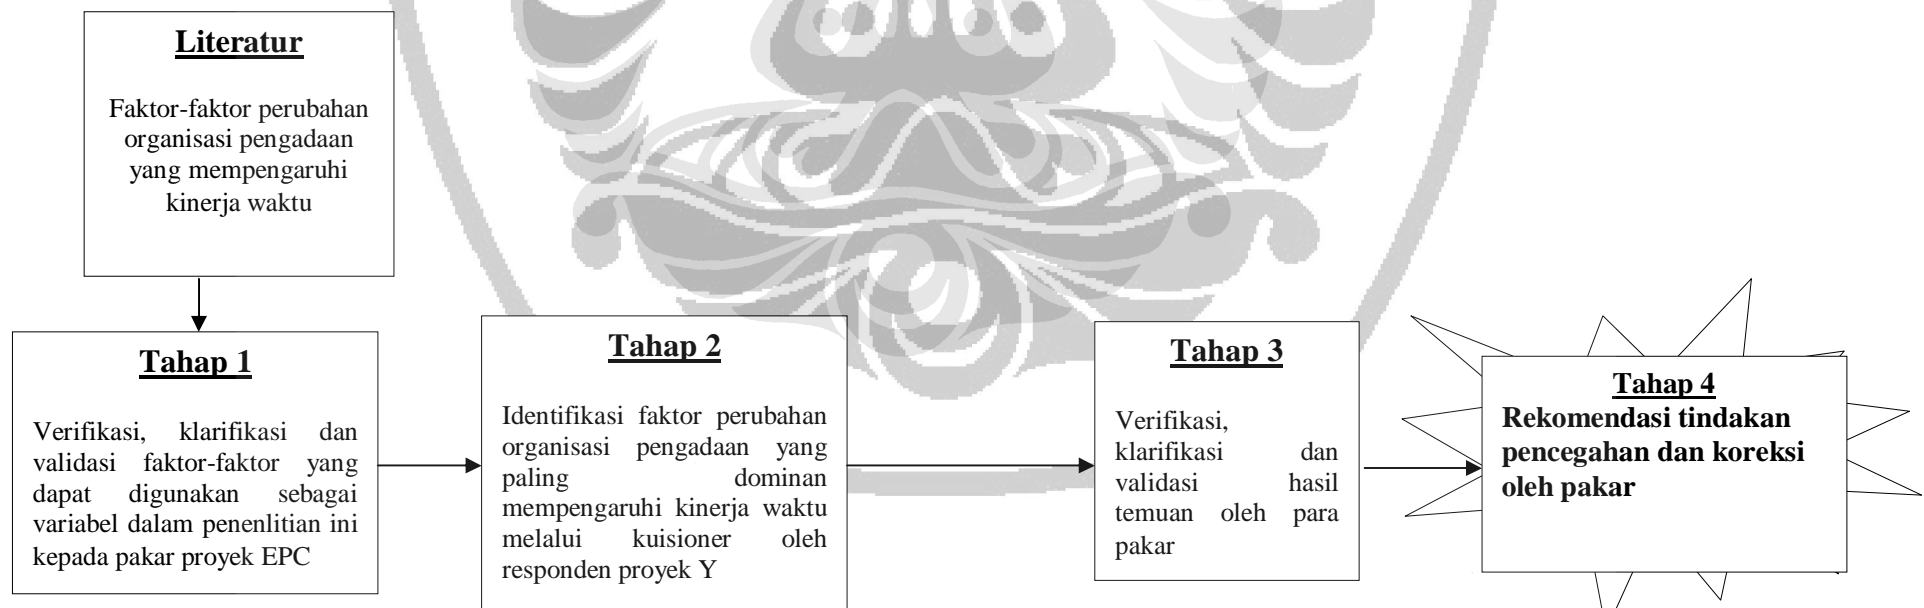 Literatur
Faktor-faktor perubahan
organisasi pengadaan
yang mempengaruhi
kinerja waktu
Tahap 1
Verifikasi, klarifikasi dan
validasi faktor-faktor yang
dapat digunakan sebagai
variabel dalam penenlitian ini
kepada pakar proyek EPC
Tahap 2
Identifikasi faktor perubahan
organisasi pengadaan yang
paling dominan
mempengaruhi kinerja waktu
melalui kuisioner oleh
responden proyek Y
Tahap 3
Verifikasi,
klarifikasi dan
validasi hasil
temuan oleh para
pakar
Tahap 4
Rekomendasi tindakan
pencegahan dan koreksi
oleh pakar